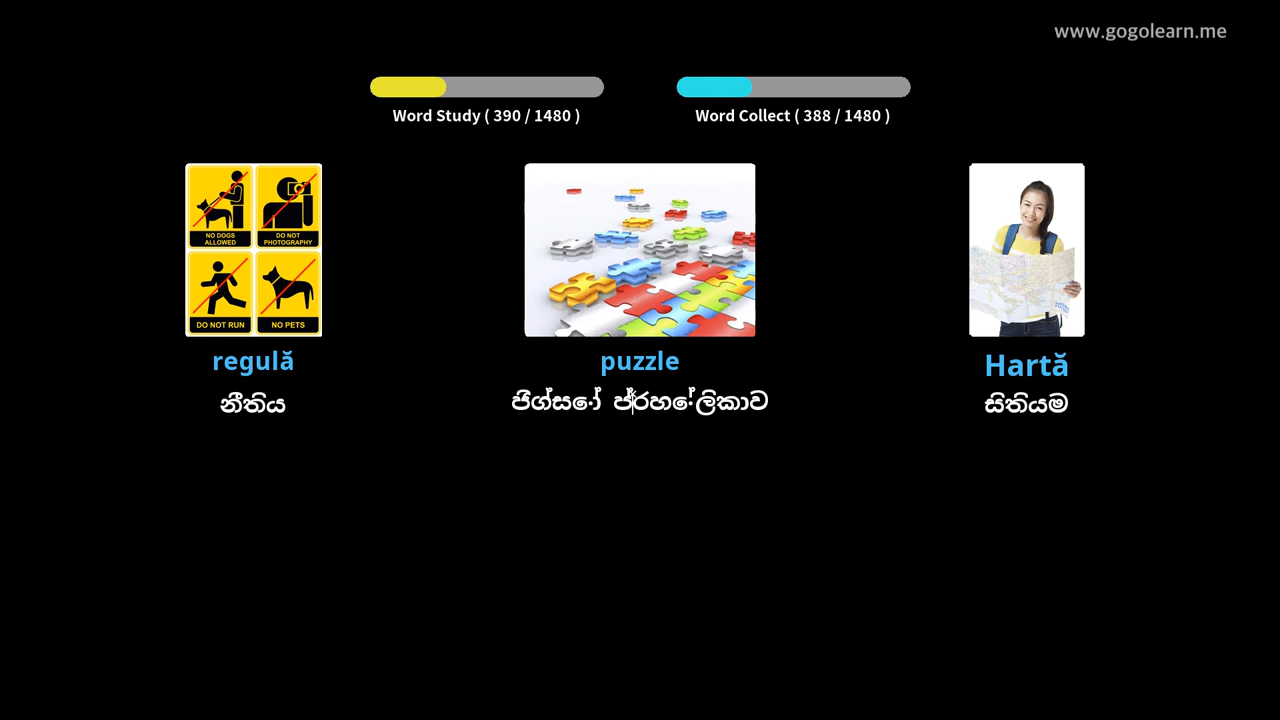 www.gogolearn.me
Word Study ( 390 / 1480 )
Word Collect ( 388 / 1480 )
NO DOGS
ALLOWED
DO NOT
PHOTOGRAPHY
DO NOT RUN
NO PETS
regulă
puzzle
Hartă
නීතිය
ජිග්සෝ ප්‍රහේලිකාව
සිතියම